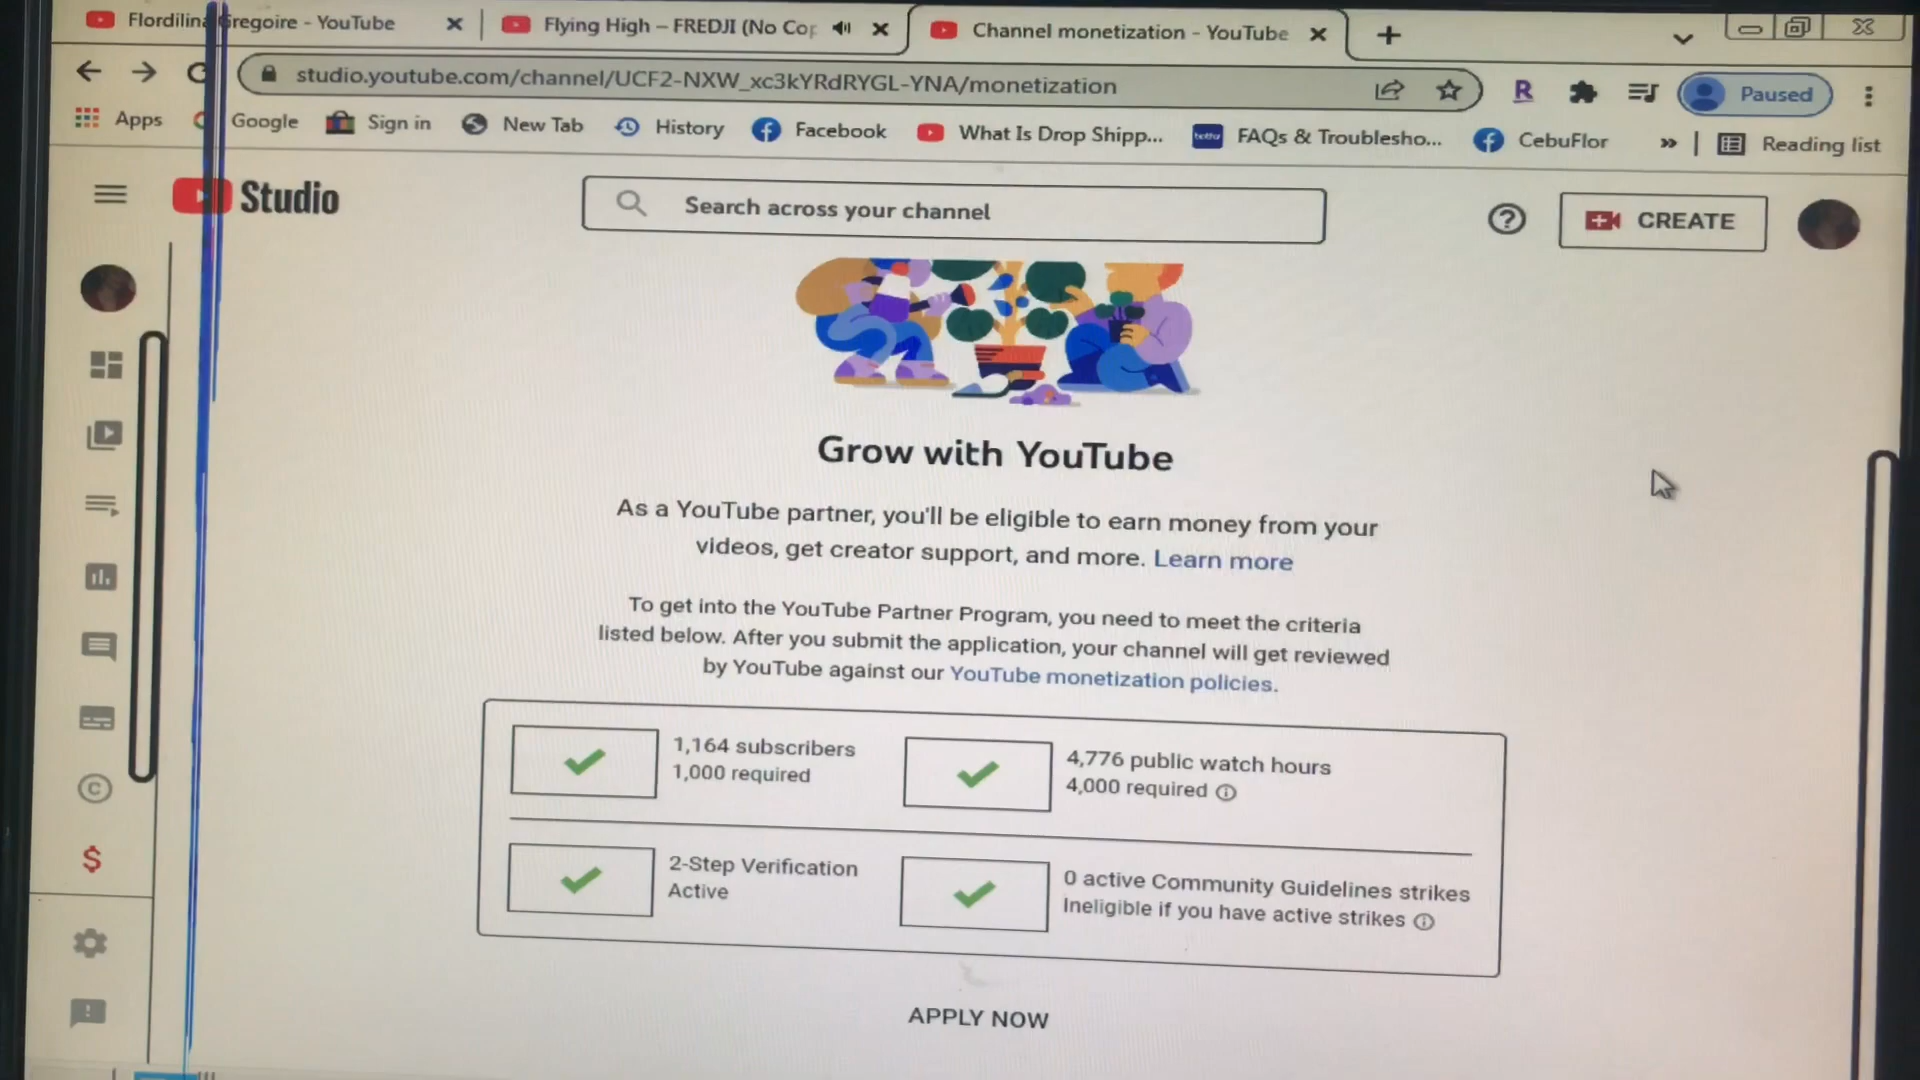 Flordilina Gregoire - YouTube
Flying High – FREDJI (No Cop
Channel monetization - YouTube
studio.youtube.com/channel/UCF2-NXW_xc3kYRdRYGL-YNA/monetization
Paused
Apps
Google
Sign in
New Tab
History
Facebook
What Is Drop Shipp...
FAQs & Troublesho...
CebuFlor
Reading list
Studio
Search across your channel
CREATE
Grow with YouTube
As a YouTube partner, you'll be eligible to earn money from your
videos, get creator support, and more. Learn more
To get into the YouTube Partner Program, you need to meet the criteria
listed below. After you submit the application, your channel will get reviewed
by YouTube against our YouTube monetization policies.
1,164 subscribers
1,000 required
4,776 public watch hours
4,000 required
2-Step Verification
Active
0 active Community Guidelines strikes
Ineligible if you have active strikes
APPLY NOW